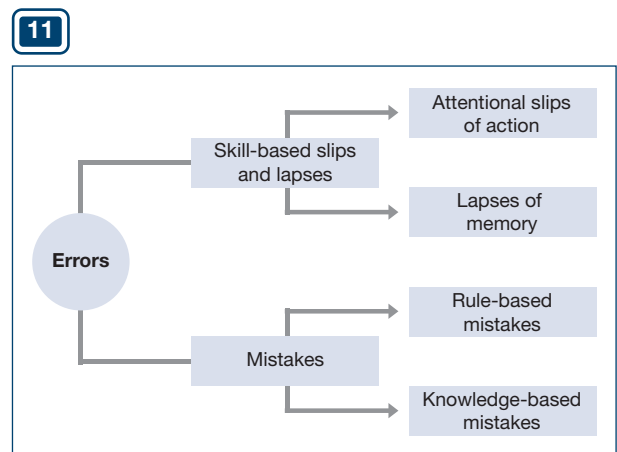 11
Attentional slips
of action
Skill-based slips
and lapses
Lapses of
memory
Errors
Rule-based
mistakes
Mistakes
Knowledge-based
mistakes